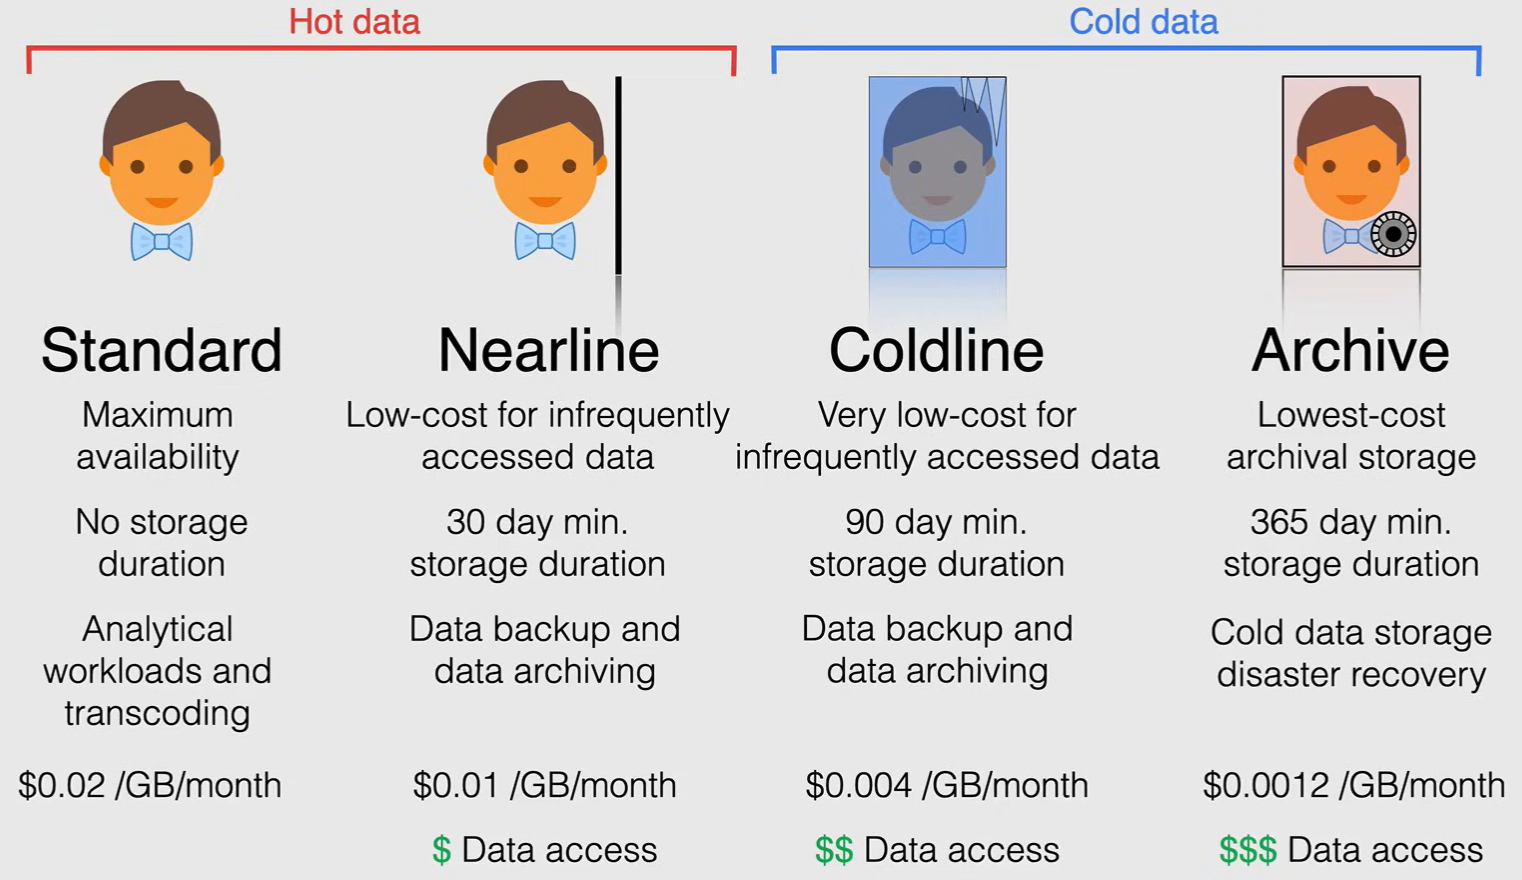 Hot data
Cold data
Standard
Nearline
Coldline
Archive
Maximum
availability
Low-cost for infrequently
accessed data
Very low-cost for
infrequently accessed data
Lowest-cost
archival storage
No storage
duration
30 day min.
storage duration
90 day min.
storage duration
365 day min.
storage duration
Analytical
workloads and
transcoding
Data backup and
data archiving
Data backup and
data archiving
Cold data storage
disaster recovery
$0.02 /GB/month
$0.01 /GB/month
$0.004 /GB/month
$0.0012 /GB/month
$ Data access
$$ Data access
$$$ Data access